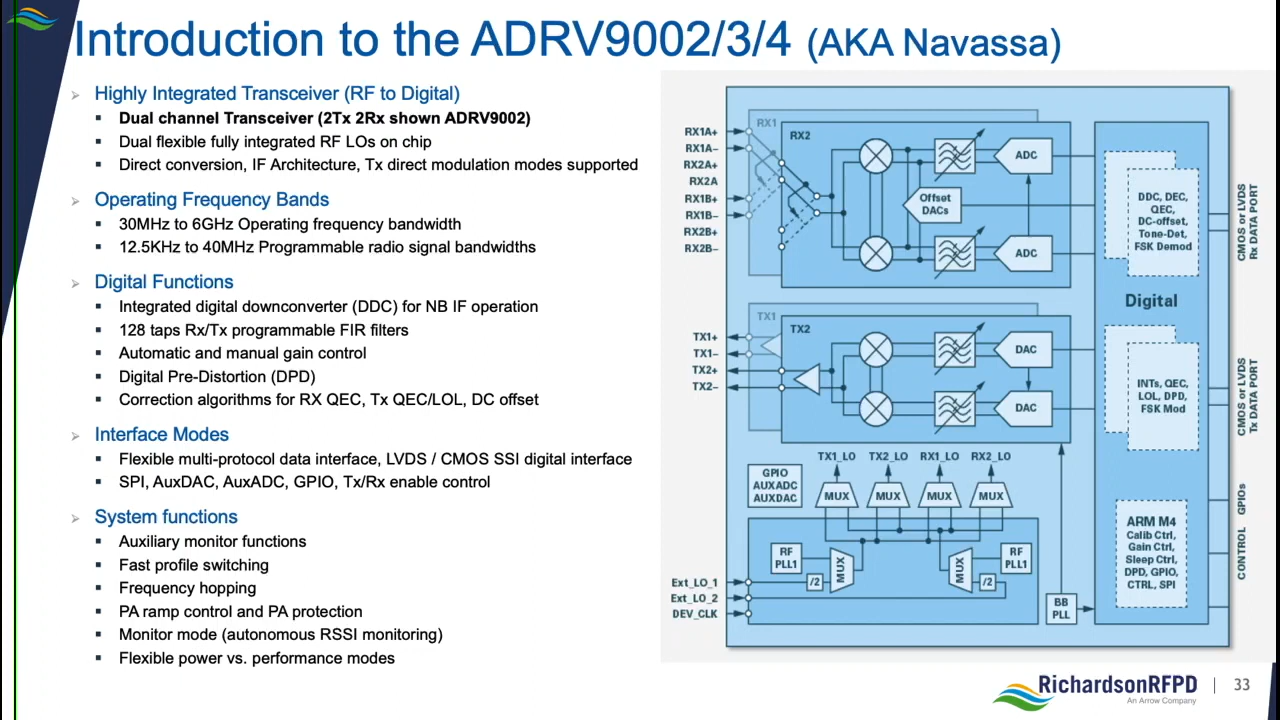 Introduction to the ADRV9002/3/4 (AKA Navassa)
Highly Integrated Transceiver (RF to Digital)
Dual channel Transceiver (2Tx 2Rx shown ADRV9002)
Dual flexible fully integrated RF LOs on chip
Direct conversion, IF Architecture, Tx direct modulation modes supported
Operating Frequency Bands
30MHz to 6GHz Operating frequency bandwidth
12.5KHz to 40MHz Programmable radio signal bandwidths
Digital Functions
Integrated digital downconverter (DDC) for NB IF operation
128 taps Rx/Tx programmable FIR filters
Automatic and manual gain control
Digital Pre-Distortion (DPD)
Correction algorithms for RX QEC, Tx QEC/LOL, DC offset
Interface Modes
Flexible multi-protocol data interface, LVDS / CMOS SSI digital interface
SPI, AuxDAC, AuxADC, GPIO, Tx/Rx enable control
System functions
Auxiliary monitor functions
Fast profile switching
Frequency hopping
PA ramp control and PA protection
Monitor mode (autonomous RSSI monitoring)
Flexible power vs. performance modes
RX1A+
RX1A–
RX2A+
RX2A
RX1B+
RX1B–
RX2B+
RX2B–
RX1
RX2
ADC
Offset
DACs
ADC
DDC, DEC,
QEC,
DC-offset,
Tone-Det,
FSK Demod
CMOS or LVDS
Rx DATA PORT
Digital
TX1+
TX1–
TX2+
TX2–
TX1
TX2
DAC
DAC
INTs, QEC,
LOL, DPD,
FSK Mod
CMOS or LVDS
Tx DATA PORT
GPIO
AUXADC
AUXDAC
TX1_LO
TX2_LO
RX1_LO
RX2_LO
MUX
MUX
MUX
MUX
RF
PLL1
/2
MUX
MUX
/2
RF
PLL1
Ext_LO_1
Ext_LO_2
DEV_CLK
BB
PLL
ARM M4
Calib Ctrl,
Gain Ctrl,
Sleep Ctrl,
DPD, GPIO,
CTRL, SPI
CONTROL GPIOs
RichardsonRFPD
An Arrow Company
33